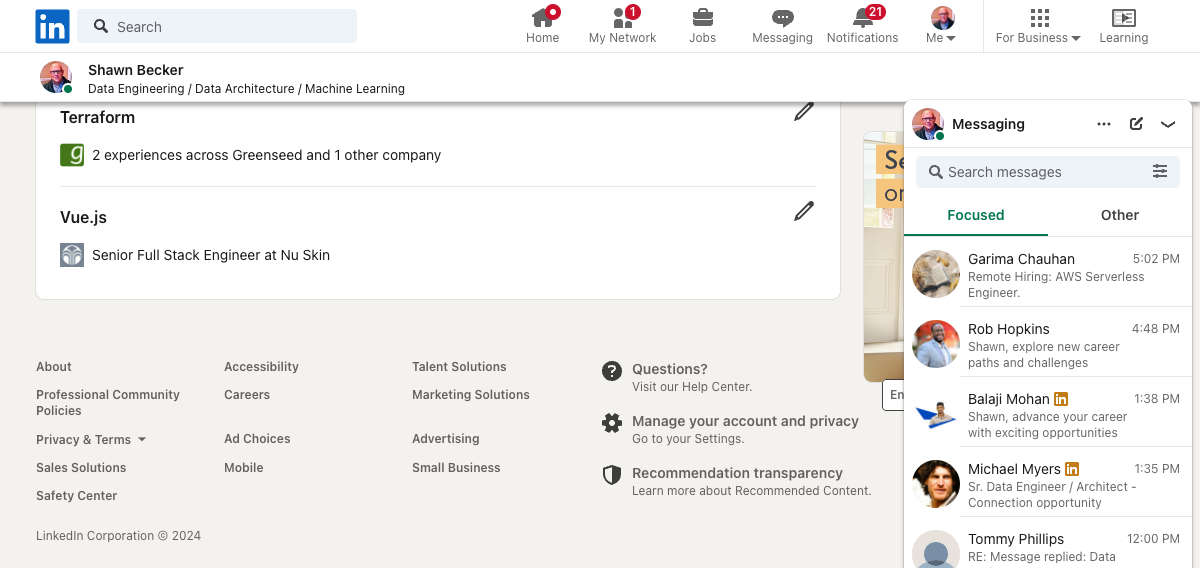 in
Search
Home
1
My Network
Jobs
Messaging
21
Notifications
Me
For Business
Learning
Shawn Becker
Data Engineering / Data Architecture / Machine Learning
Terraform
2 experiences across Greenseed and 1 other company
Vue.js
Senior Full Stack Engineer at Nu Skin
About
Accessibility
Talent Solutions
Professional Community
Policies
Careers
Marketing Solutions
Privacy & Terms
Ad Choices
Advertising
Sales Solutions
Mobile
Small Business
Safety Center
Questions?
Visit our Help Center.
Manage your account and privacy
Go to your Settings.
Recommendation transparency
Learn more about Recommended Content.
LinkedIn Corporation © 2024
Messaging
Search messages
Focused
Other
Garima Chauhan
5:02 PM
Remote Hiring: AWS Serverless
Engineer.
Rob Hopkins
4:48 PM
Shawn, explore new career
paths and challenges
Balaji Mohan in
1:38 PM
Shawn, advance your career
with exciting opportunities
Michael Myers in
1:35 PM
Sr. Data Engineer / Architect -
Connection opportunity
Tommy Phillips
12:00 PM
RE: Message replied: Data